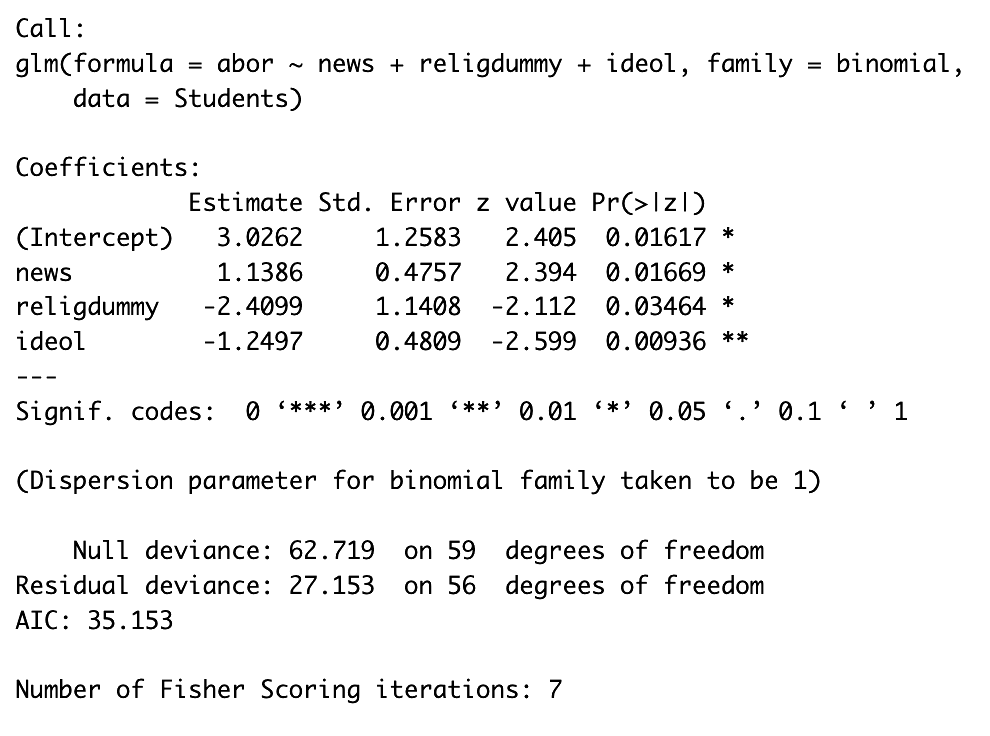 Call:
glm(formula = abor ~ news + religdummy + ideol, family = binomial,
    data = Students)

Coefficients:
            Estimate Std. Error z value Pr(>|z|)
(Intercept)   3.0262     1.2583   2.405  0.01617 *
news          1.1386     0.4757   2.394  0.01669 *
religdummy   -2.4099     1.1408  -2.112  0.03464 *
ideol        -1.2497     0.4809  -2.599  0.00936 **
---
Signif. codes:  0 ‘***’ 0.001 ‘**’ 0.01 ‘*’ 0.05 ‘.’ 0.1 ‘ ’ 1

(Dispersion parameter for binomial family taken to be 1)

    Null deviance: 62.719  on 59  degrees of freedom
Residual deviance: 27.153  on 56  degrees of freedom
AIC: 35.153

Number of Fisher Scoring iterations: 7